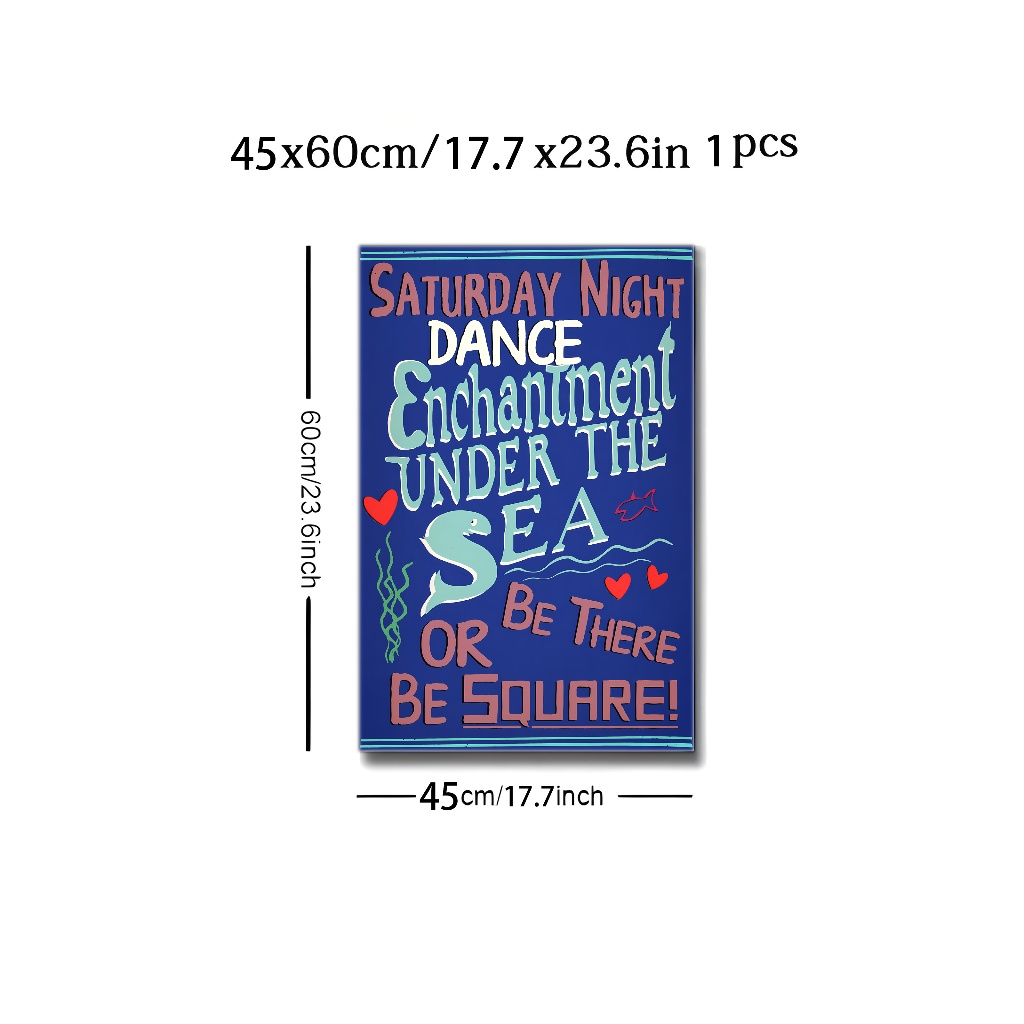 45x60cm/17.7 x23.6in 1pcs
SATURDAY NIGHT
DANCE
Enchantment
UNDER THE
SEA
BE THERE
OR
BE SQUARE!
60cm/23.6inch
45cm/17.7inch